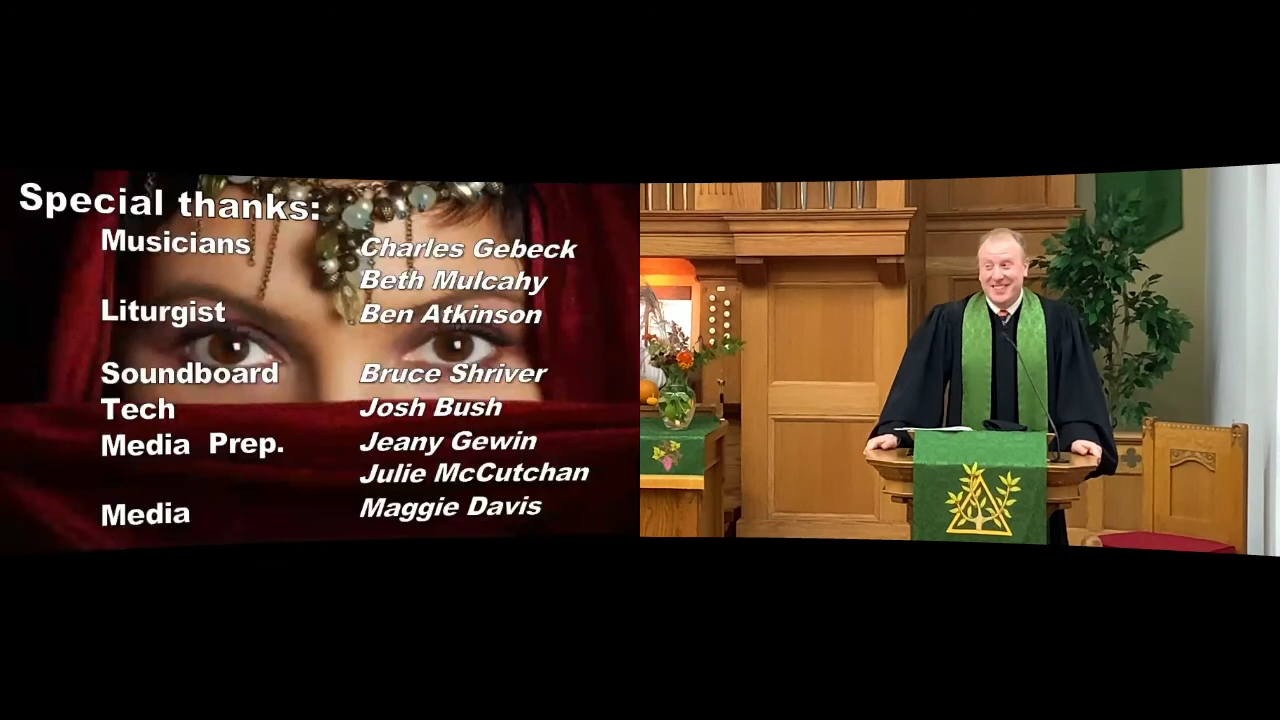 Special thanks:
Musicians Charles Gebeck
Beth Mulcahy
Liturgist Ben Atkinson
Soundboard Bruce Shriver
Tech Josh Bush
Media Prep. Jeany Gewin
Julie McCutchan
Media Maggie Davis